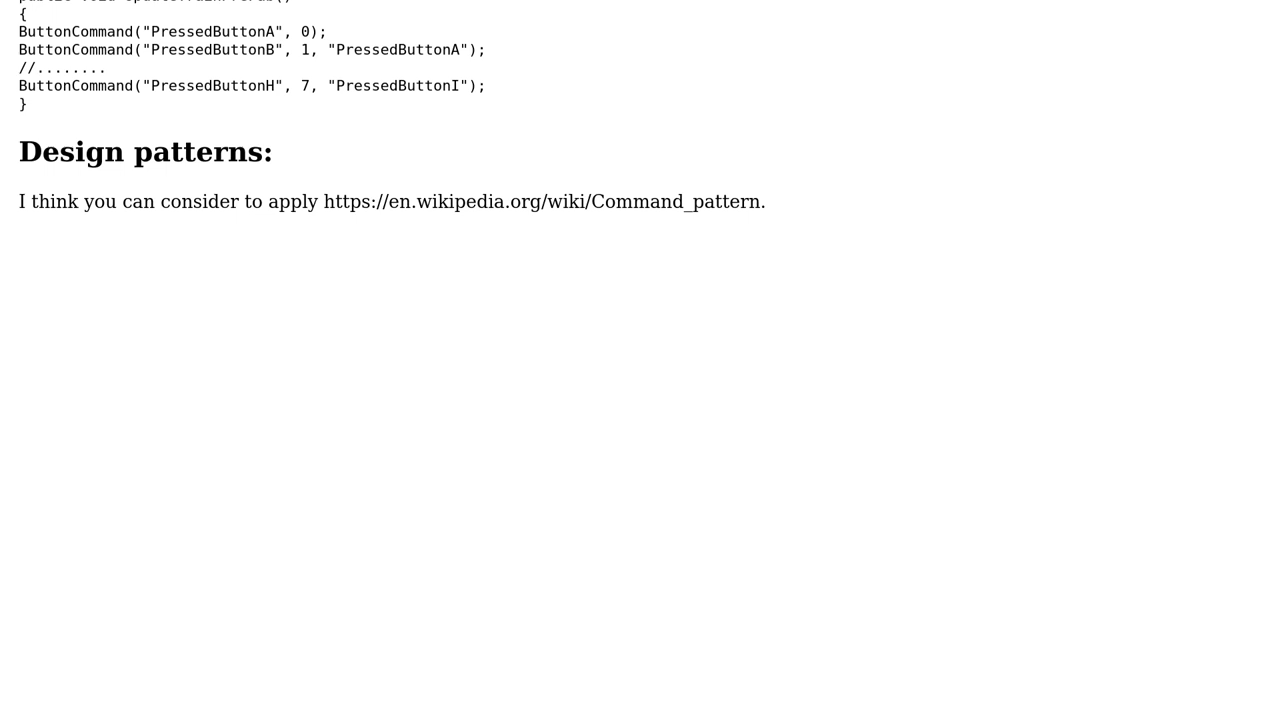 {
ButtonCommand("PressedButtonA", 0);
ButtonCommand("PressedButtonB", 1, "PressedButtonA");
//........
ButtonCommand("PressedButtonH", 7, "PressedButtonI");
}
Design patterns:
I think you can consider to apply https://en.wikipedia.org/wiki/Command_pattern.